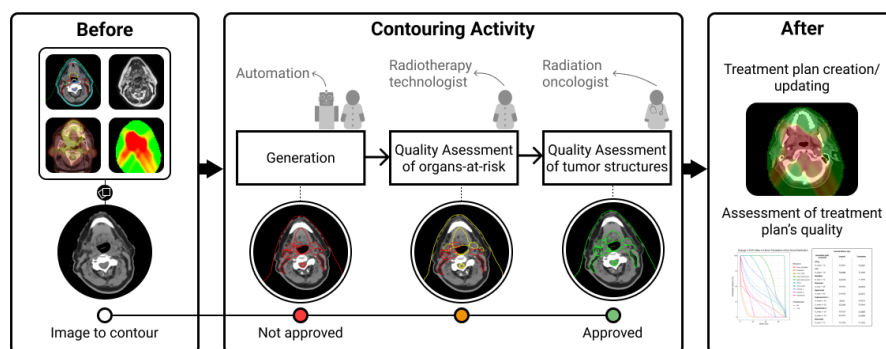 Before
Contouring Activity
After
Automation
Radiotherapy
technologist
Radiation
oncologist
Generation
Quality Asessment
of organs-at-risk
Quality Asessment
of tumor structures
Treatment plan creation/
updating
Assessment of treatment
plan's quality
Image to contour
Not approved
Approved